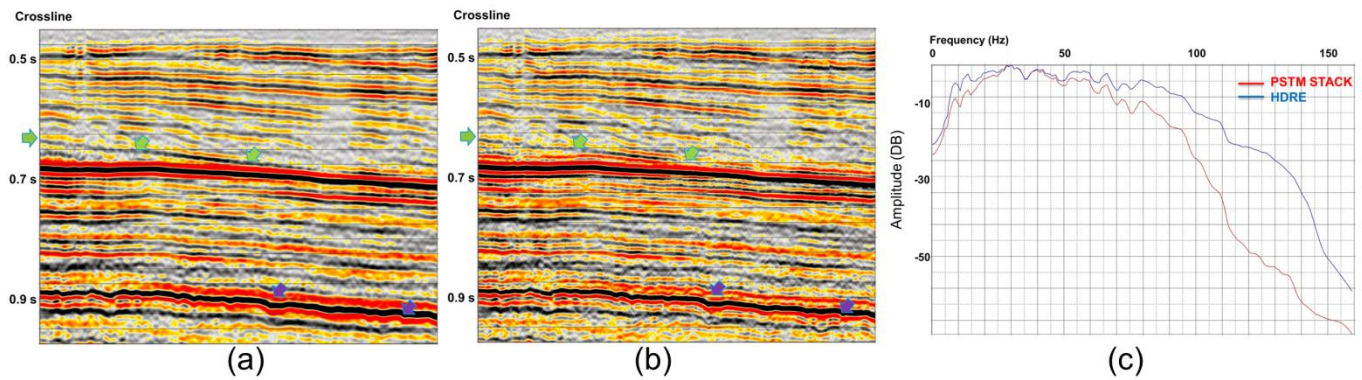 Crossline
0.5 s
0.7 s
0.9 s
(a)
Crossline
0.5 s
0.7 s
0.9 s
(b)
Frequency (Hz)
0 50 100 150
PSTM STACK
HDRE
-10
-30
-50
Amplitude (DB)
(c)